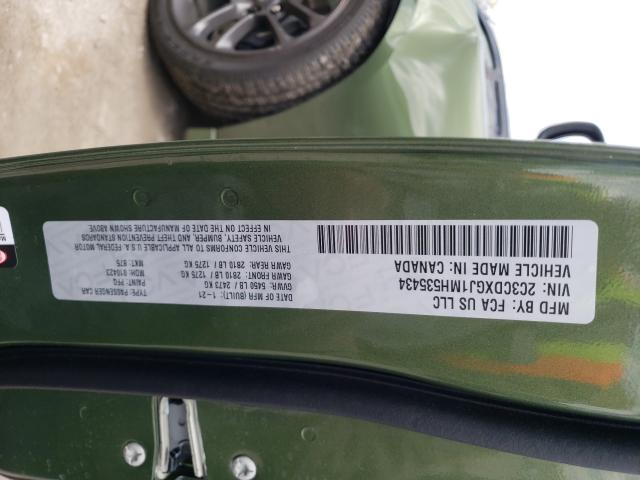 MFD BY: FCA US LLC
DATE OF MFR (BUILT): 1-21
TYPE: PASSENGER CAR
VIN: 2C3CDXGJ1MH535434
GVWR: 5450 LB / 2473 KG
PAINT: PFQ
VEHICLE MADE IN: CANADA
GAWR FRONT: 2810 LB / 1275 KG
MDH: 010423
GAWR REAR: 2810 LB / 1275 KG
MKT: B75
THIS VEHICLE CONFORMS TO ALL APPLICABLE U.S.A. FEDERAL MOTOR
VEHICLE SAFETY, BUMPER, AND THEFT PREVENTION STANDARDS
IN EFFECT ON THE DATE OF MANUFACTURE SHOWN ABOVE